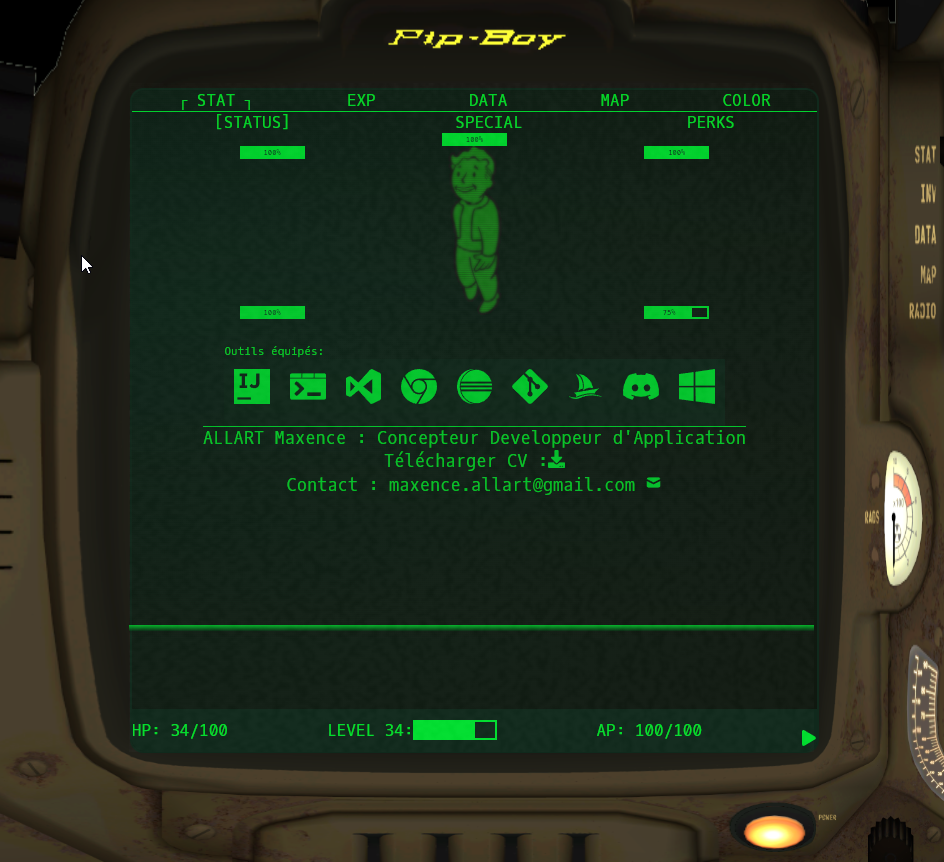 Pip-Boy
┌ STAT ┐ EXP DATA MAP COLOR
[STATUS] SPECIAL PERKS
100%
100% 100%
100% 75%
Outils équipés:
IJ
ALLART Maxence : Concepteur Developpeur d'Application
Télécharger CV :
Contact : maxence.allart@gmail.com
HP: 34/100 LEVEL 34: AP: 100/100
STAT
INV
DATA
MAP
RADIO
RADS
POWER